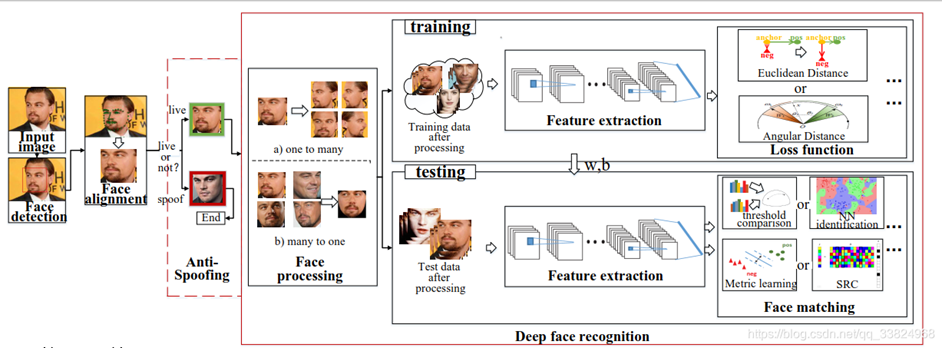 Input
image
Face
detection
Face
alignment
live
live
or
not?
spoof
End
Anti-
Spoofing
a) one to many
b) many to one
Face
processing
training
Training data
after
processing
Feature extraction
anchor pos
neg
anchor pos
neg
Euclidean Distance
or
Angular Distance
Loss function
w,b
testing
Test data
after
processing
Feature extraction
threshold
comparison
or
NN
identification
pos
neg
Metric learning
or
SRC
Face matching
Deep face recognition
https://blog.csdn.net/qq_33824968